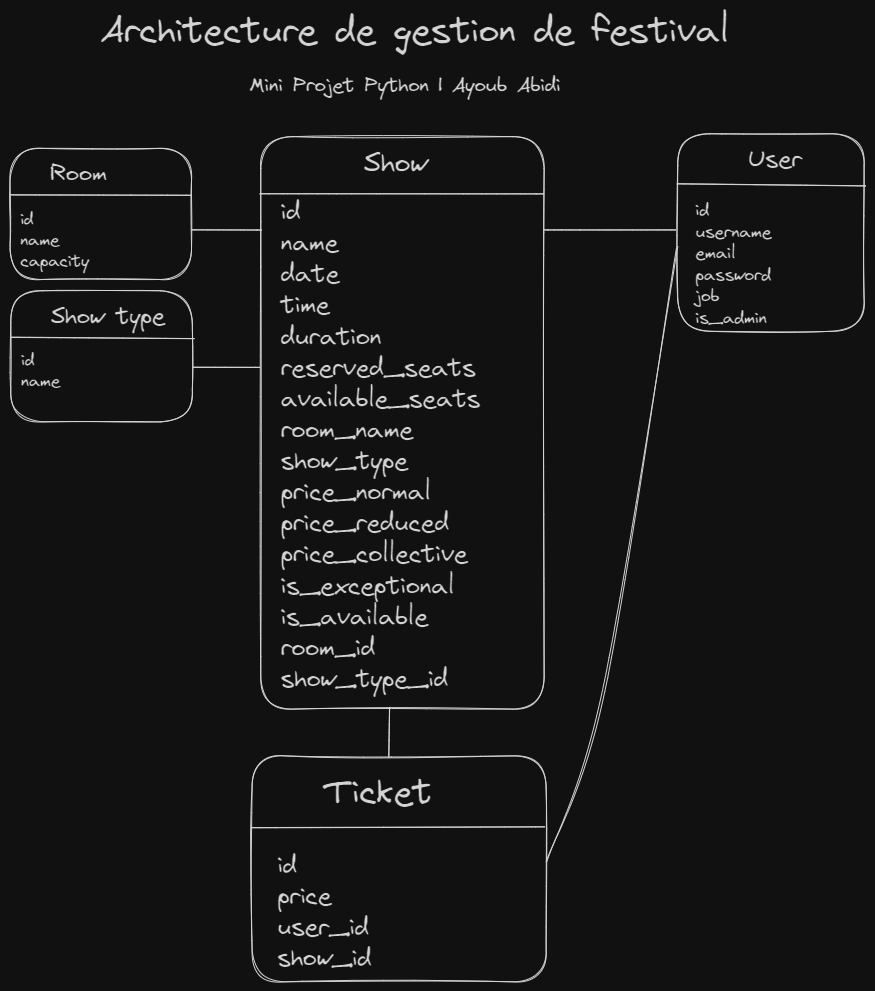 Architecture de gestion de festival
Mini Projet Python | Ayoub Abidi
Room
id
name
capacity
Show type
id
name
Show
id
name
date
time
duration
reserved_seats
available_seats
room_name
show_type
price_normal
price_reduced
price_collective
is_exceptional
is_available
room_id
show_type_id
User
id
username
email
password
job
is_admin
Ticket
id
price
user_id
show_id